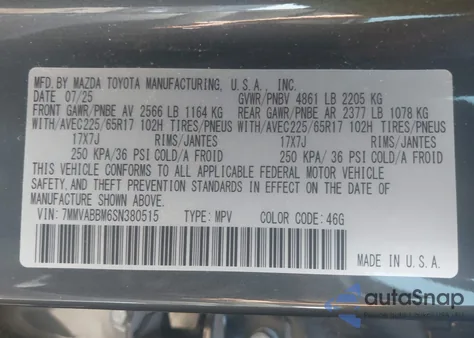 MFD. BY MAZDA TOYOTA MANUFACTURING, U.S.A., INC.
DATE 07/25 GVWR/PNBV 4861 LB 2205 KG
FRONT GAWR/PNBE AV 2566 LB 1164 KG REAR GAWR/PNBE AR 2377 LB 1078 KG
WITH/AVEC225/65R17 102H TIRES/PNEUS WITH/AVEC225/65R17 102H TIRES/PNEUS
17X7J RIMS/JANTES 17X7J RIMS/JANTES
250 KPA/36 PSI COLD/A FROID 250 KPA/36 PSI COLD/A FROID
THIS VEHICLE CONFORMS TO ALL APPLICABLE FEDERAL MOTOR VEHICLE
SAFETY, AND THEFT PREVENTION STANDARDS IN EFFECT ON THE DATE OF
MANUFACTURE SHOWN ABOVE.
VIN: 7MMVABBM6SN380515 TYPE: MPV COLOR CODE: 46G
MADE IN U.S.A.
autoSnap